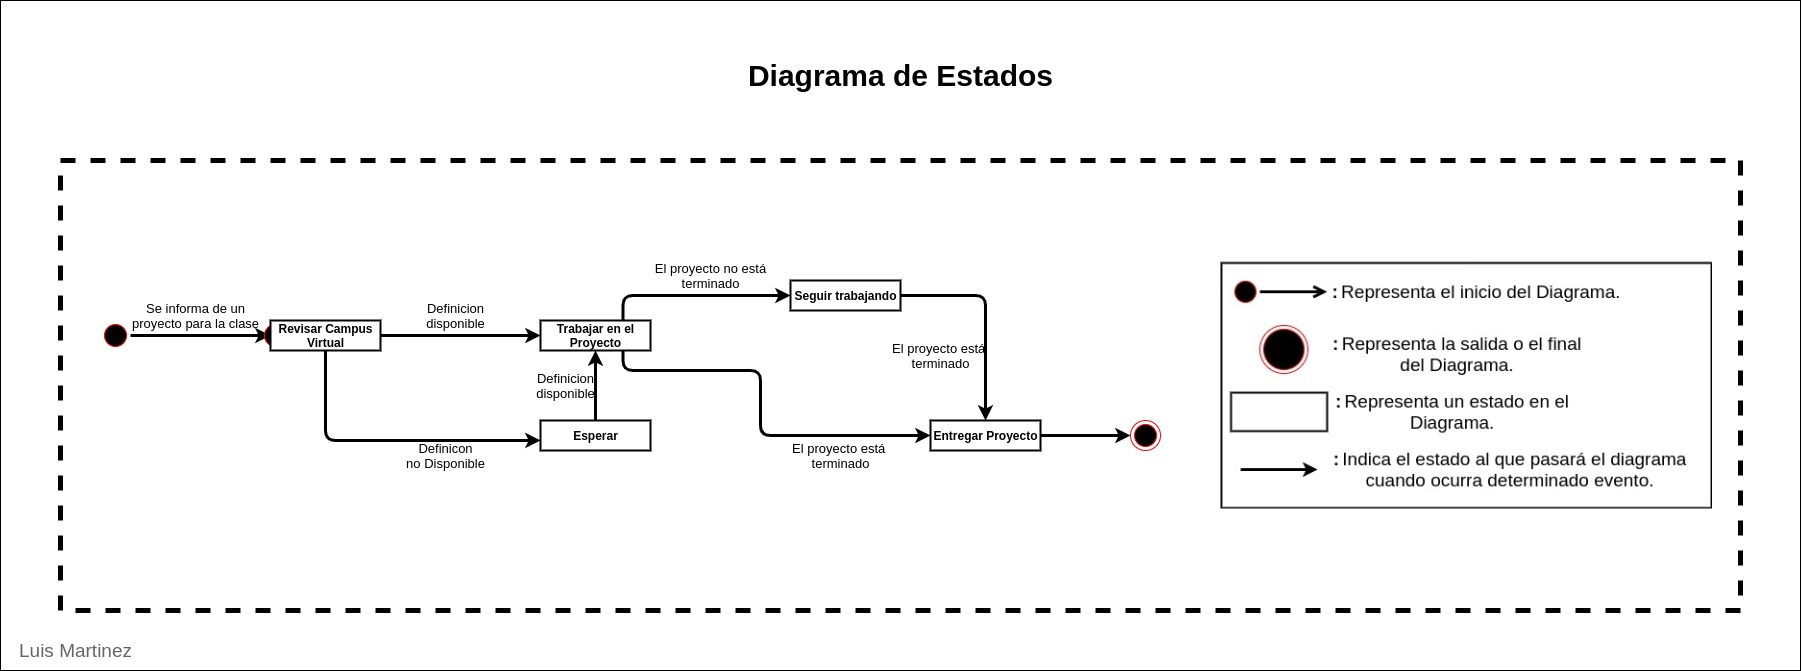 Diagrama de Estados
Se informa de un
proyecto para la clase
Revisar Campus
Virtual
Definicion
disponible
Definicon
no Disponible
Esperar
Definicion
disponible
Trabajar en el
Proyecto
El proyecto no está
terminado
Seguir trabajando
El proyecto está
terminado
El proyecto está
terminado
Entregar Proyecto
: Representa el inicio del Diagrama.
: Representa la salida o el final
del Diagrama.
: Representa un estado en el
Diagrama.
: Indica el estado al que pasará el diagrama
cuando ocurra determinado evento.
Luis Martinez